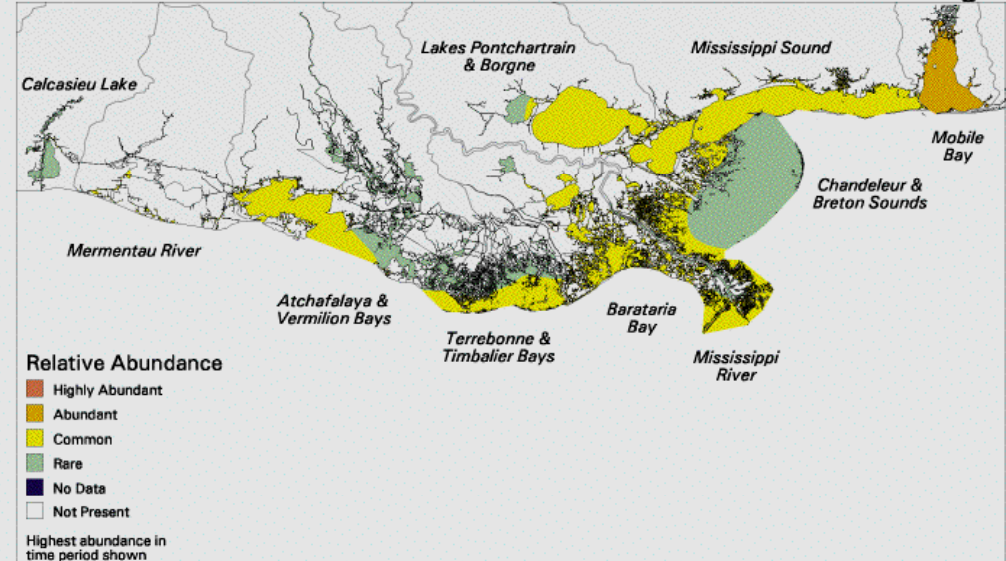 Lakes Pontchartrain
& Borgne
Mississippi Sound
Calcasieu Lake
Mobile
Bay
Chandeleur &
Breton Sounds
Mermentau River
Atchafalaya &
Vermilion Bays
Barataria
Bay
Terrebonne &
Timbalier Bays
Mississippi
River
Relative Abundance
Highly Abundant
Abundant
Common
Rare
No Data
Not Present
Highest abundance in
time period shown